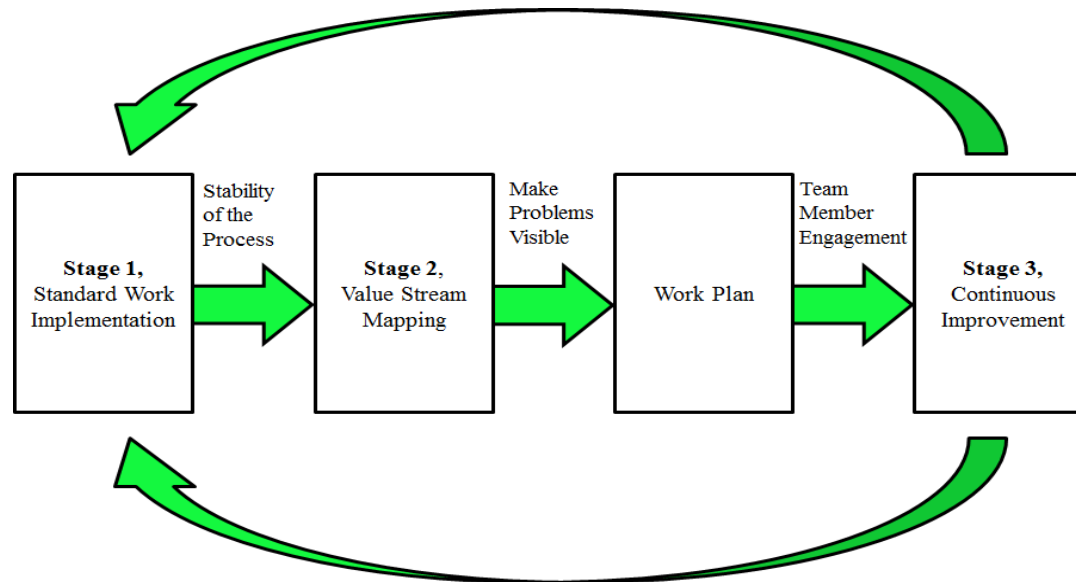 Stage 1,
Standard Work
Implementation
Stability
of the
Process
Stage 2,
Value Stream
Mapping
Make
Problems
Visible
Work Plan
Team
Member
Engagement
Stage 3,
Continuous
Improvement